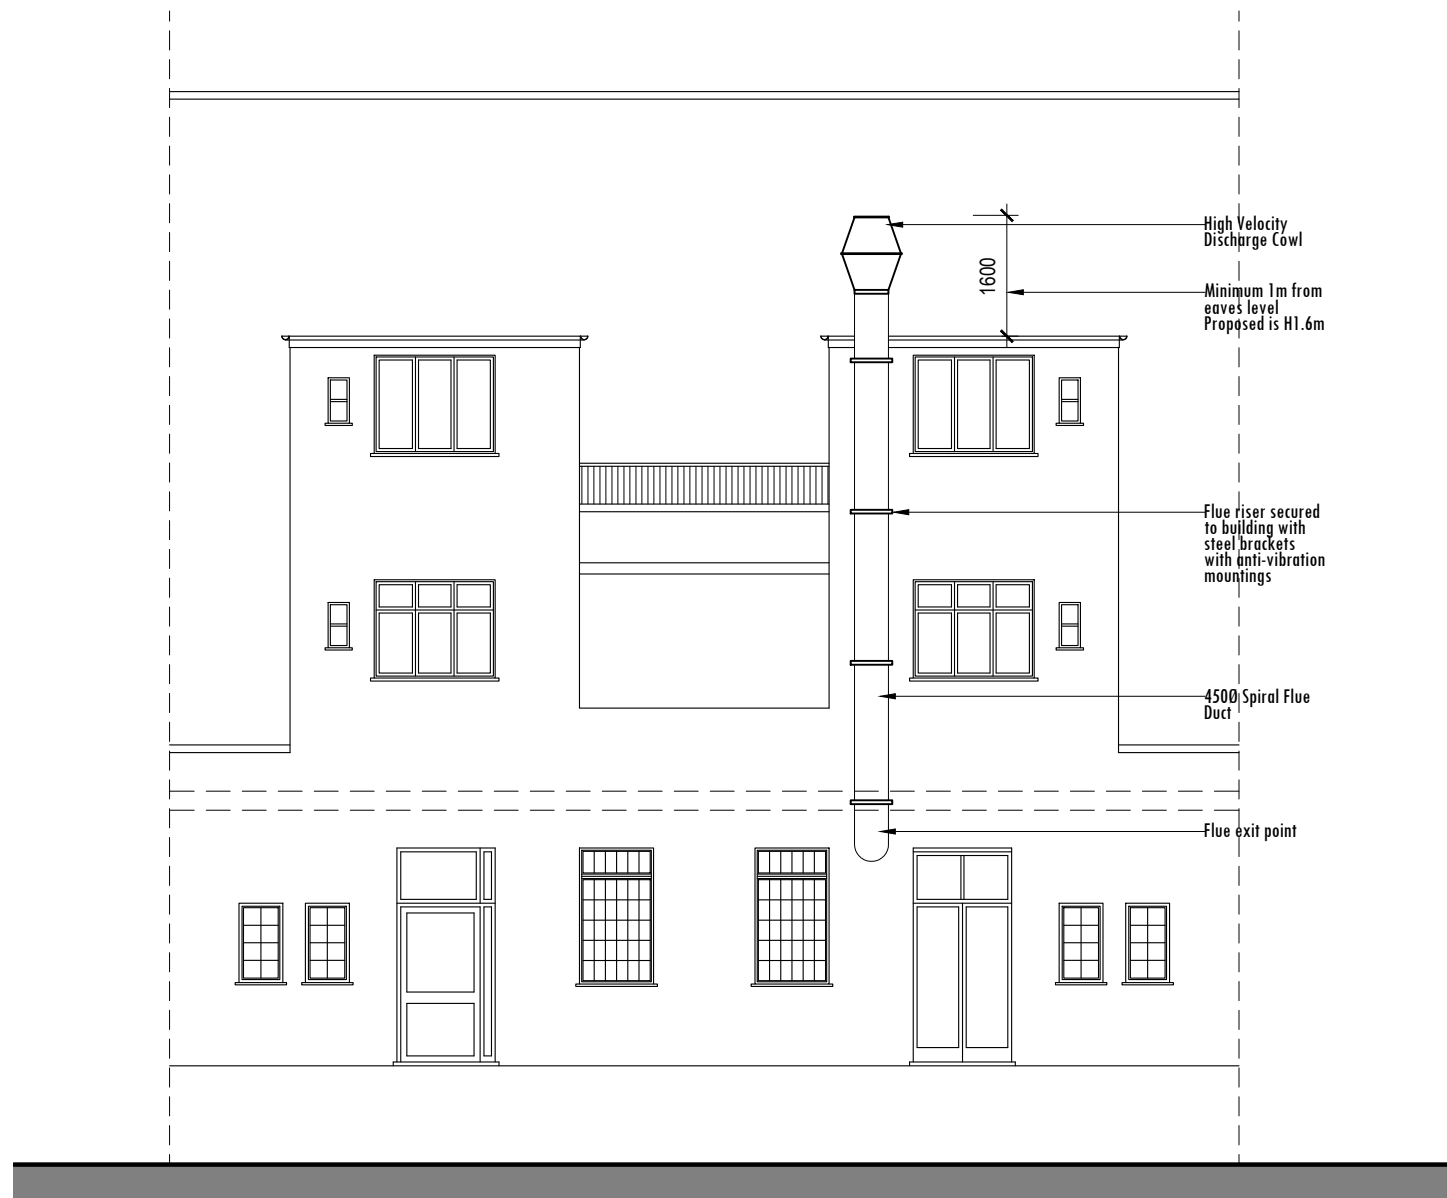 High Velocity
Discharge Cowl
1600
Minimum 1m from
eaves level
Proposed is H1.6m
Flue riser secured
to building with
steel brackets
with anti-vibration
mountings
450Ø Spiral Flue
Duct
Flue exit point